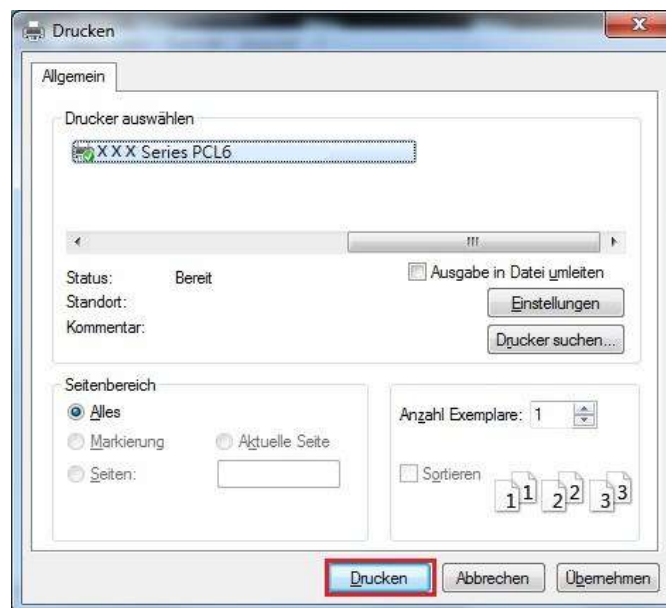 Drucken
Allgemein
Drucker auswählen
X X X Series PCL6
Status: Bereit
Ausgabe in Datei umleiten
Standort:
Einstellungen
Kommentar:
Drucker suchen...
Seitenbereich
Alles
Markierung
Aktuelle Seite
Seiten:
Anzahl Exemplare: 1
Sortieren
1 1 2 2 3 3
Drucken
Abbrechen
Übernehmen